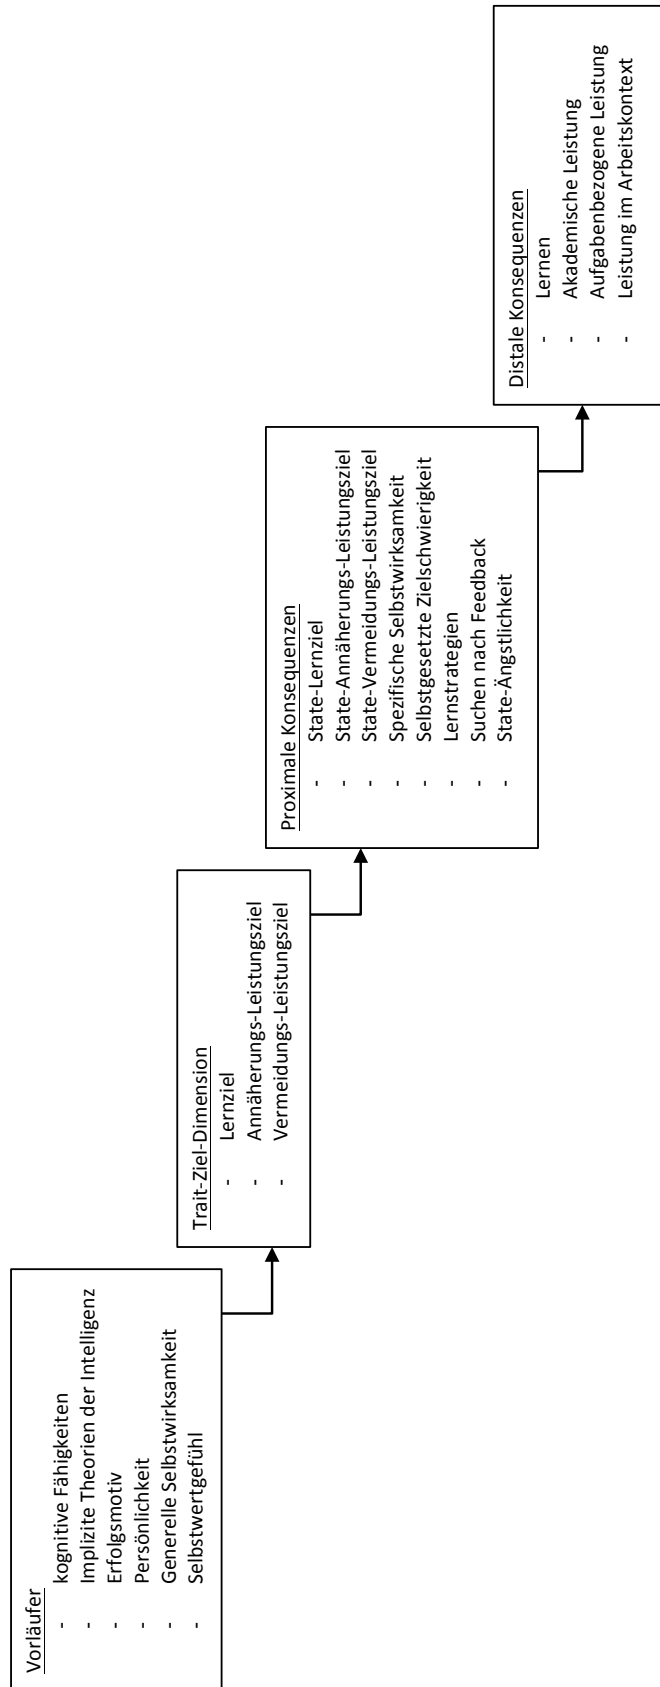 Vorläufer
- kognitive Fähigkeiten
- Implizite Theorien der Intelligenz
- Erfolgsmotiv
- Persönlichkeit
- Generelle Selbstwirksamkeit
- Selbstwertgefühl
Trait-Ziel-Dimension
- Lernziel
- Annäherungs-Leistungsziel
- Vermeidungs-Leistungsziel
Proximale Konsequenzen
- State-Lernziel
- State-Annäherungs-Leistungsziel
- State-Vermeidungs-Leistungsziel
- Spezifische Selbstwirksamkeit
- Selbstgesetzte Zielschwierigkeit
- Lernstrategien
- Suchen nach Feedback
- State-Ängstlichkeit
Distale Konsequenzen
- Lernen
- Akademische Leistung
- Aufgabenbezogene Leistung
- Leistung im Arbeitskontext